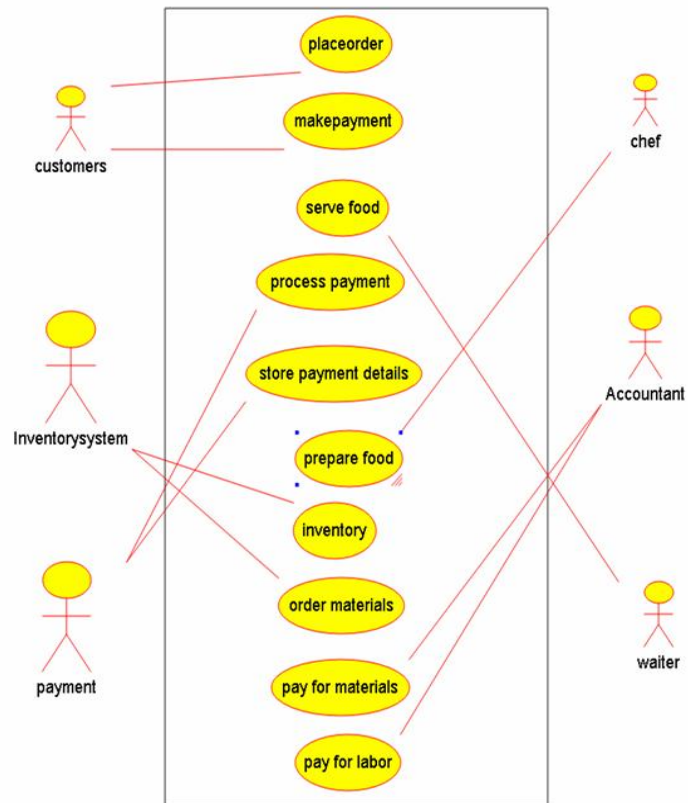 placeorder
makepayment
customers
chef
serve food
process payment
store payment details
Inventorysystem
Accountant
prepare food
inventory
order materials
payment
waiter
pay for materials
pay for labor